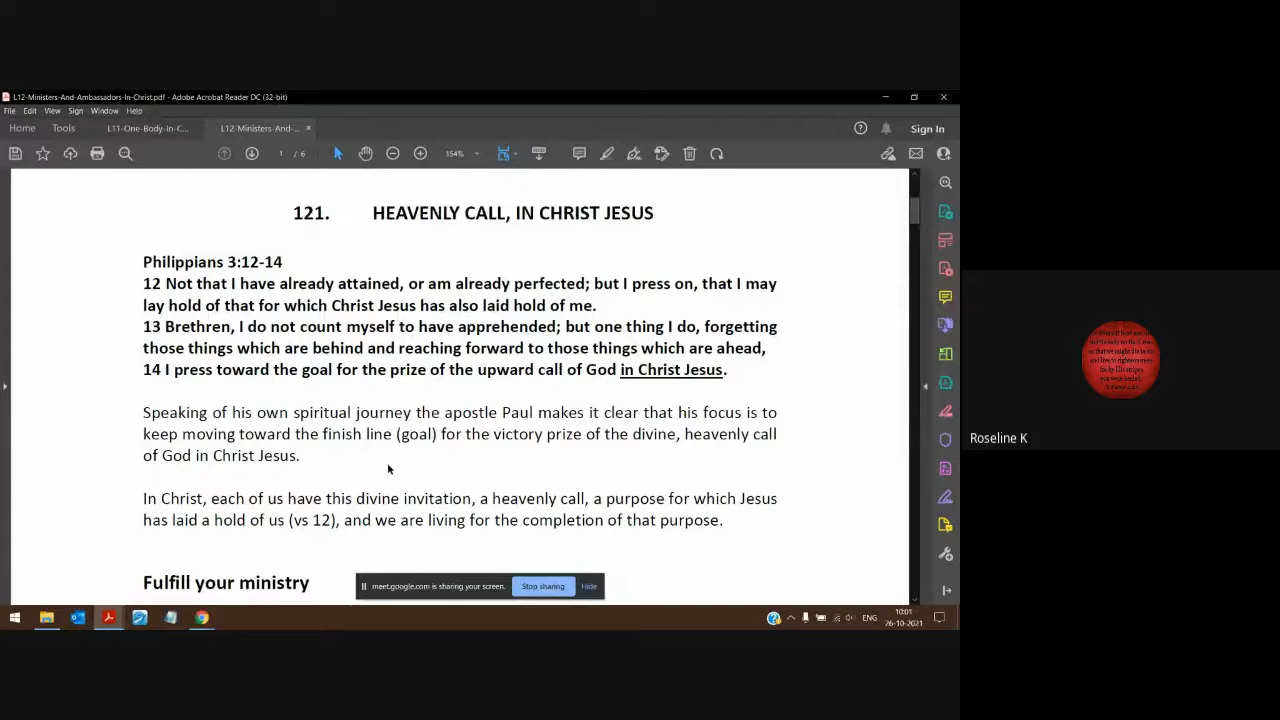 L12-Ministers-And-Ambassadors-In-Christ.pdf - Adobe Acrobat Reader DC (32-bit)
File Edit View Sign Window Help
Home Tools L11-One-Body-In-C... L12-Ministers-And-... × Sign In
1 / 6 154%
121. HEAVENLY CALL, IN CHRIST JESUS
Philippians 3:12-14
12 Not that I have already attained, or am already perfected; but I press on, that I may
lay hold of that for which Christ Jesus has also laid hold of me.
13 Brethren, I do not count myself to have apprehended; but one thing I do, forgetting
those things which are behind and reaching forward to those things which are ahead,
14 I press toward the goal for the prize of the upward call of God in Christ Jesus.
Speaking of his own spiritual journey the apostle Paul makes it clear that his focus is to
keep moving toward the finish line (goal) for the victory prize of the divine, heavenly call
of God in Christ Jesus.
In Christ, each of us have this divine invitation, a heavenly call, a purpose for which Jesus
has laid a hold of us (vs 12), and we are living for the completion of that purpose.
Fulfill your ministry
meet.google.com is sharing your screen. Stop sharing Hide
ENG
10:01
26-10-2021
Roseline K